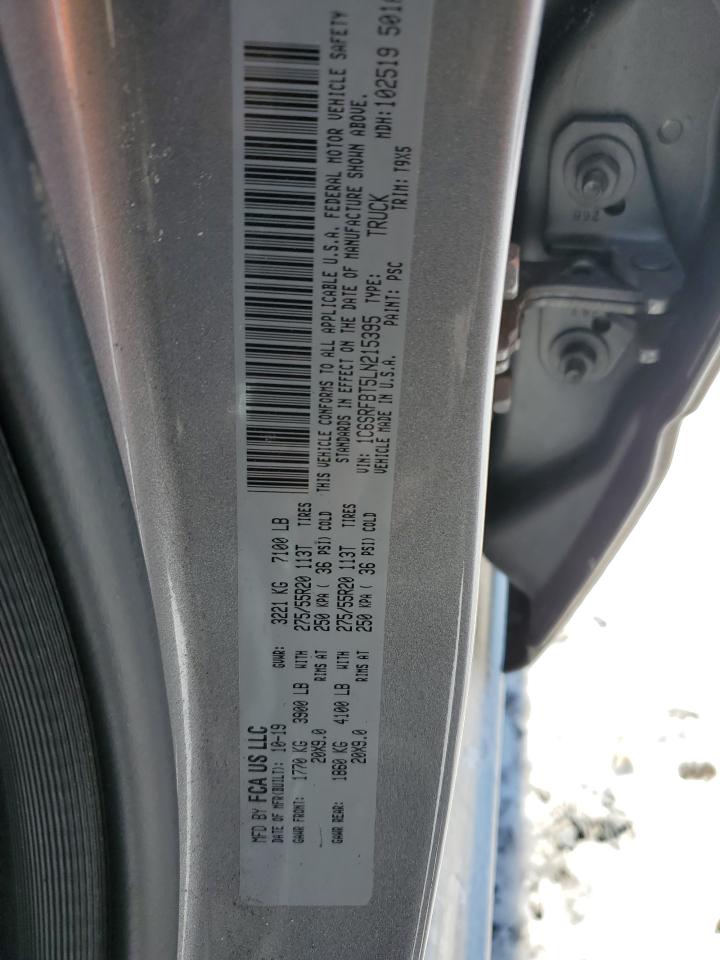 MFD BY FCA US LLC
DATE OF MFR(BUILT): 10-19 GVWR: 3221 KG 7100 LB
GAWR FRONT: 1770 KG 3900 LB WITH 275/55R20 113T TIRES
20X9.0 RIMS AT 250 KPA ( 36 PSI) COLD
GAWR REAR: 1860 KG 4100 LB WITH 275/55R20 113T TIRES
20X9.0 RIMS AT 250 KPA ( 36 PSI) COLD
THIS VEHICLE CONFORMS TO ALL APPLICABLE U.S.A. FEDERAL MOTOR VEHICLE SAFETY
STANDARDS IN EFFECT ON THE DATE OF MANUFACTURE SHOWN ABOVE.
VIN: 1C6SRFBT5LN215395 TYPE: TRUCK MDH:102519
VEHICLE MADE IN U.S.A. PAINT: PSC TRIM: T9X5